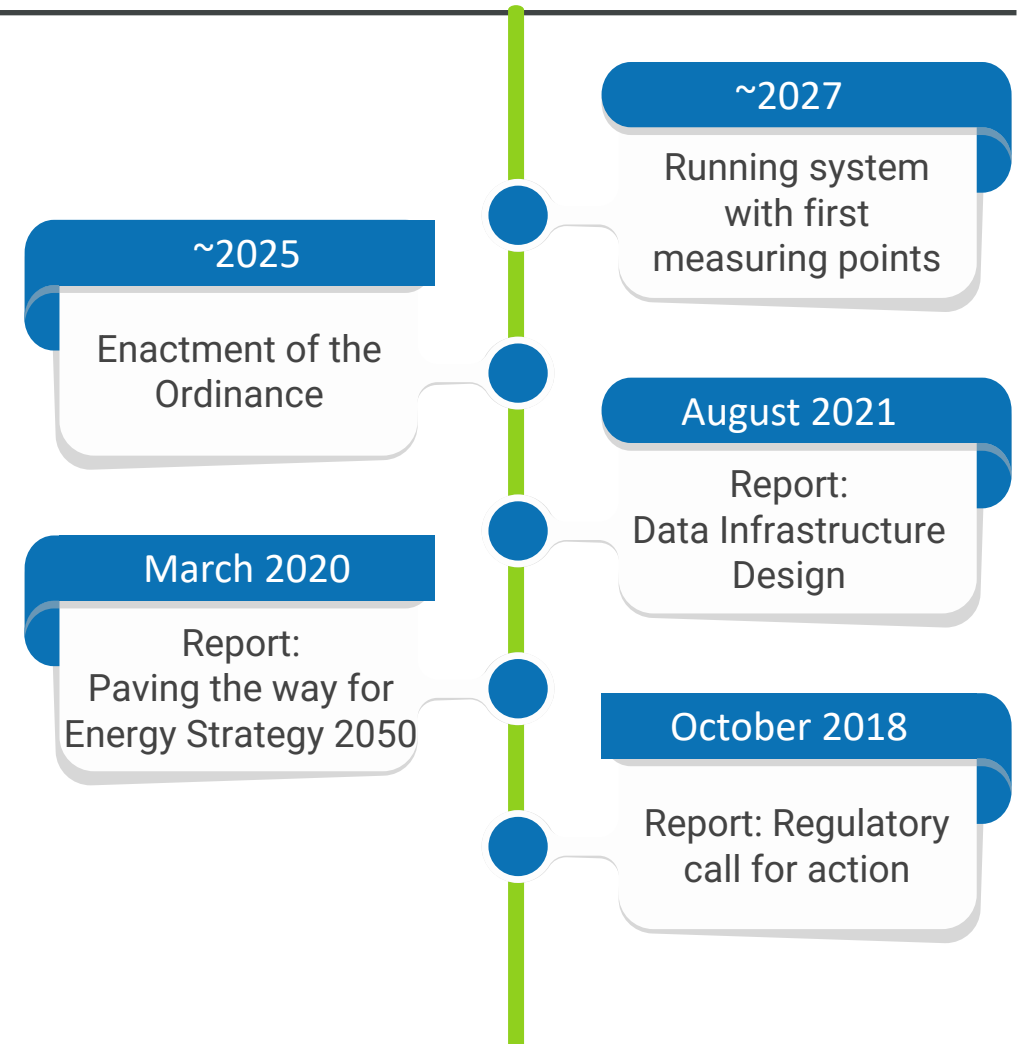 ~2027
Running system
with first
measuring points
~2025
Enactment of the
Ordinance
August 2021
Report:
Data Infrastructure
Design
March 2020
Report:
Paving the way for
Energy Strategy 2050
October 2018
Report: Regulatory
call for action